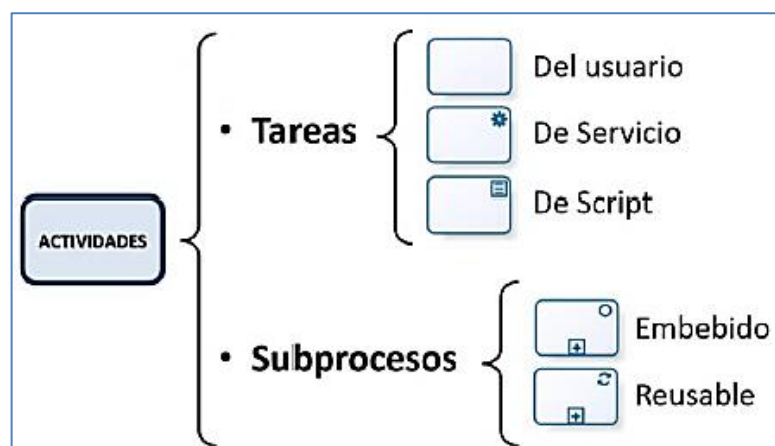 ACTIVIDADES
• Tareas
Del usuario
De Servicio
De Script
• Subprocesos
Embebido
Reusable